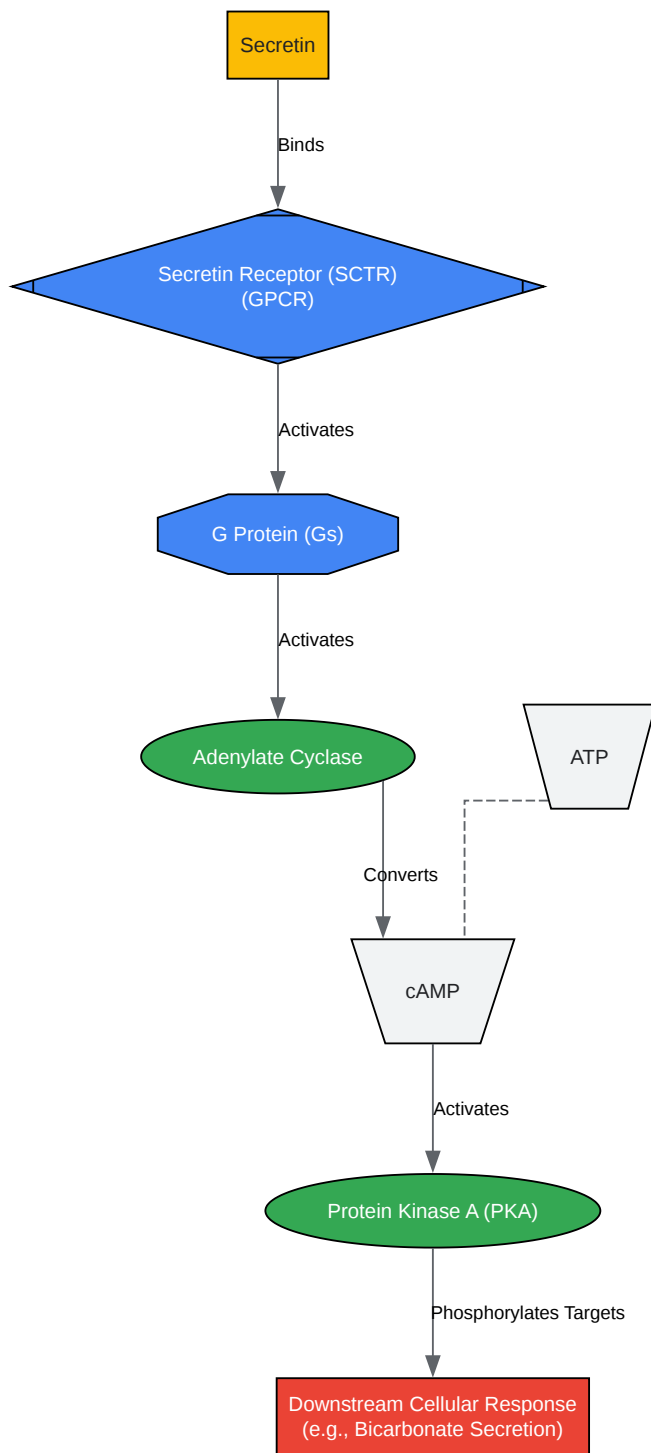 Secretin
Binds
Secretin Receptor (SCTR)
(GPCR)
Activates
G Protein (Gs)
Activates
Adenylate Cyclase
ATP
Converts
cAMP
Activates
Protein Kinase A (PKA)
Phosphorylates Targets
Downstream Cellular Response
(e.g., Bicarbonate Secretion)